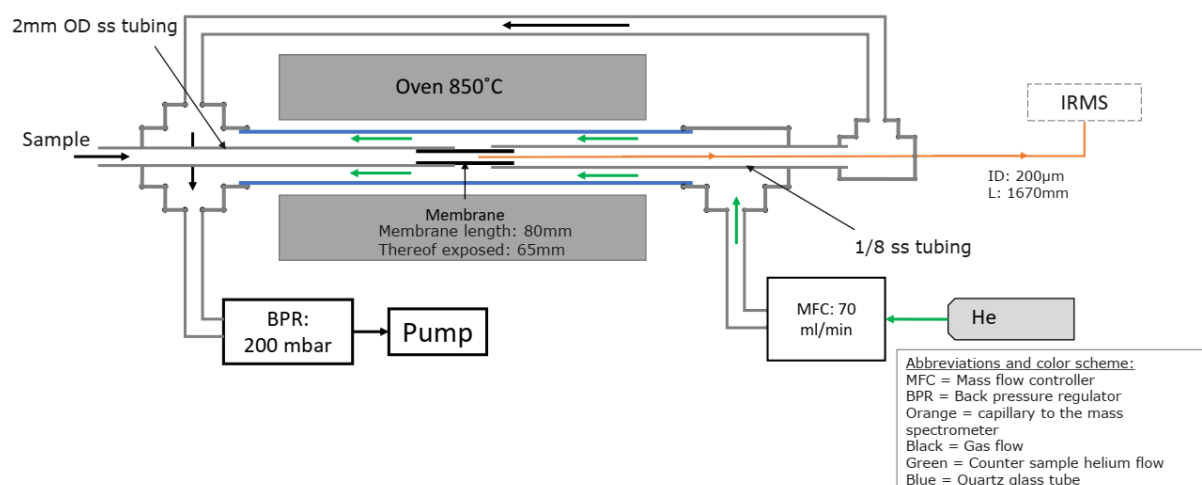 2mm OD ss tubing
Oven 850˚C
IRMS
Sample
ID: 200µm
L: 1670mm
Membrane
Membrane length: 80mm
Thereof exposed: 65mm
1/8 ss tubing
BPR:
200 mbar
Pump
MFC: 70
ml/min
He
Abbreviations and color scheme:
MFC = Mass flow controller
BPR = Back pressure regulator
Orange = capillary to the mass
spectrometer
Black = Gas flow
Green = Counter sample helium flow
Blue = Quartz glass tube